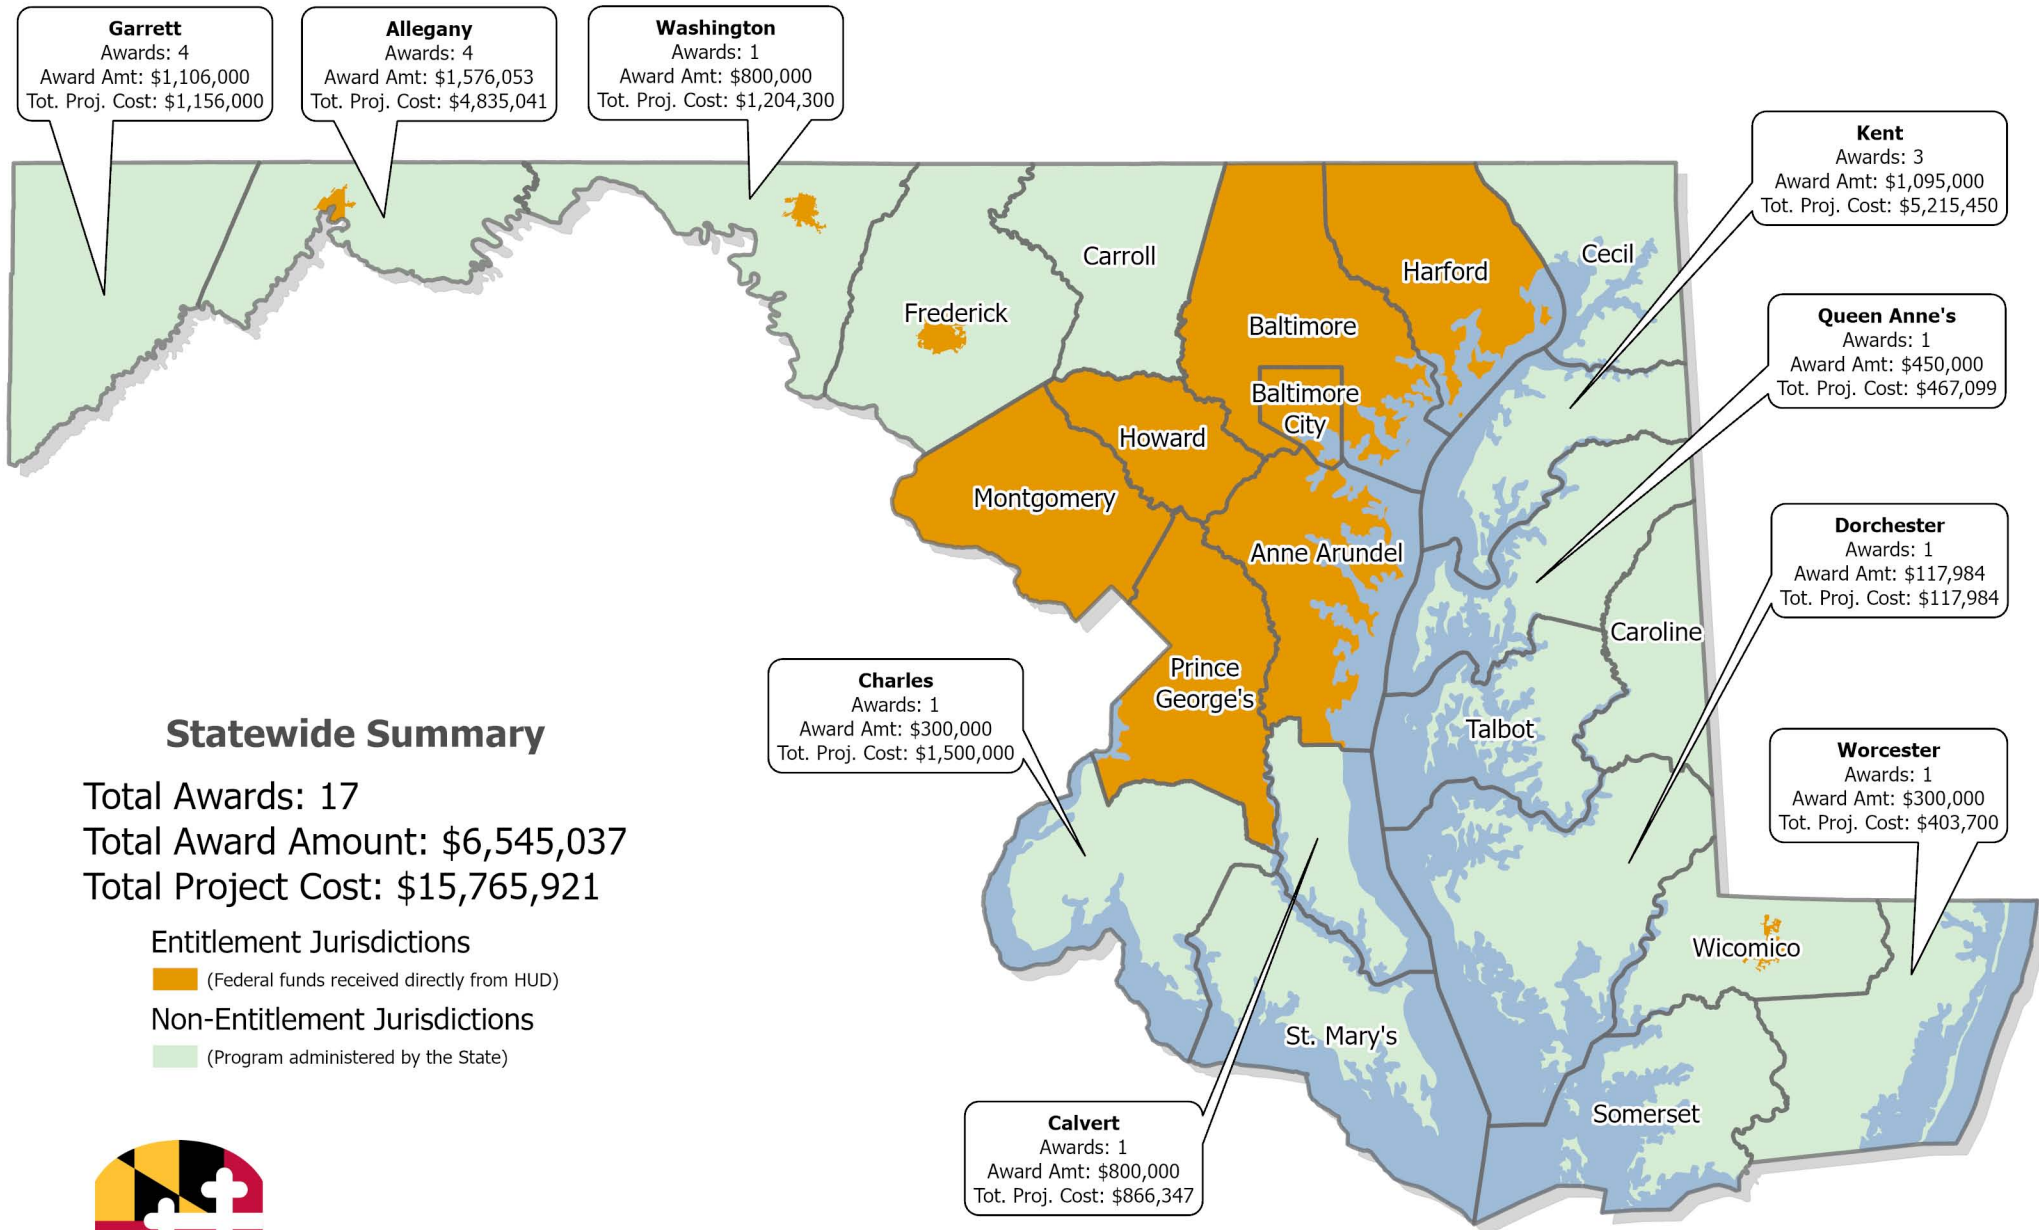 Garrett
Awards: 4
Award Amt: $1,106,000
Tot. Proj. Cost: $1,156,000
Allegany
Awards: 4
Award Amt: $1,576,053
Tot. Proj. Cost: $4,835,041
Washington
Awards: 1
Award Amt: $800,000
Tot. Proj. Cost: $1,204,300
Kent
Awards: 3
Award Amt: $1,095,000
Tot. Proj. Cost: $5,215,450
Carroll
Cecil
Harford
Frederick
Baltimore
Queen Anne's
Awards: 1
Award Amt: $450,000
Tot. Proj. Cost: $467,099
Baltimore
City
Howard
Montgomery
Anne Arundel
Dorchester
Awards: 1
Award Amt: $117,984
Tot. Proj. Cost: $117,984
Caroline
Prince
George's
Charles
Awards: 1
Award Amt: $300,000
Tot. Proj. Cost: $1,500,000
Talbot
Worcester
Awards: 1
Award Amt: $300,000
Tot. Proj. Cost: $403,700
Statewide Summary
Total Awards: 17
Total Award Amount: $6,545,037
Total Project Cost: $15,765,921
Entitlement Jurisdictions
(Federal funds received directly from HUD)
Non-Entitlement Jurisdictions
(Program administered by the State)
Wicomico
St. Mary's
Somerset
Calvert
Awards: 1
Award Amt: $800,000
Tot. Proj. Cost: $866,347